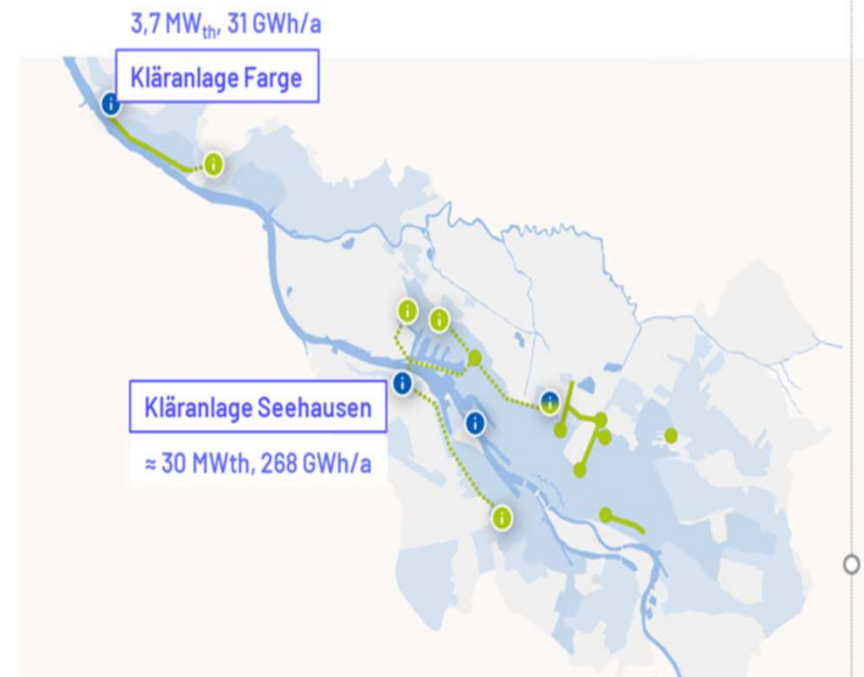 3,7 MWth, 31 GWh/a
Kläranlage Farge
i
i
i
i
Kläranlage Seehausen
i
i
i
≈ 30 MWth, 268 GWh/a
i